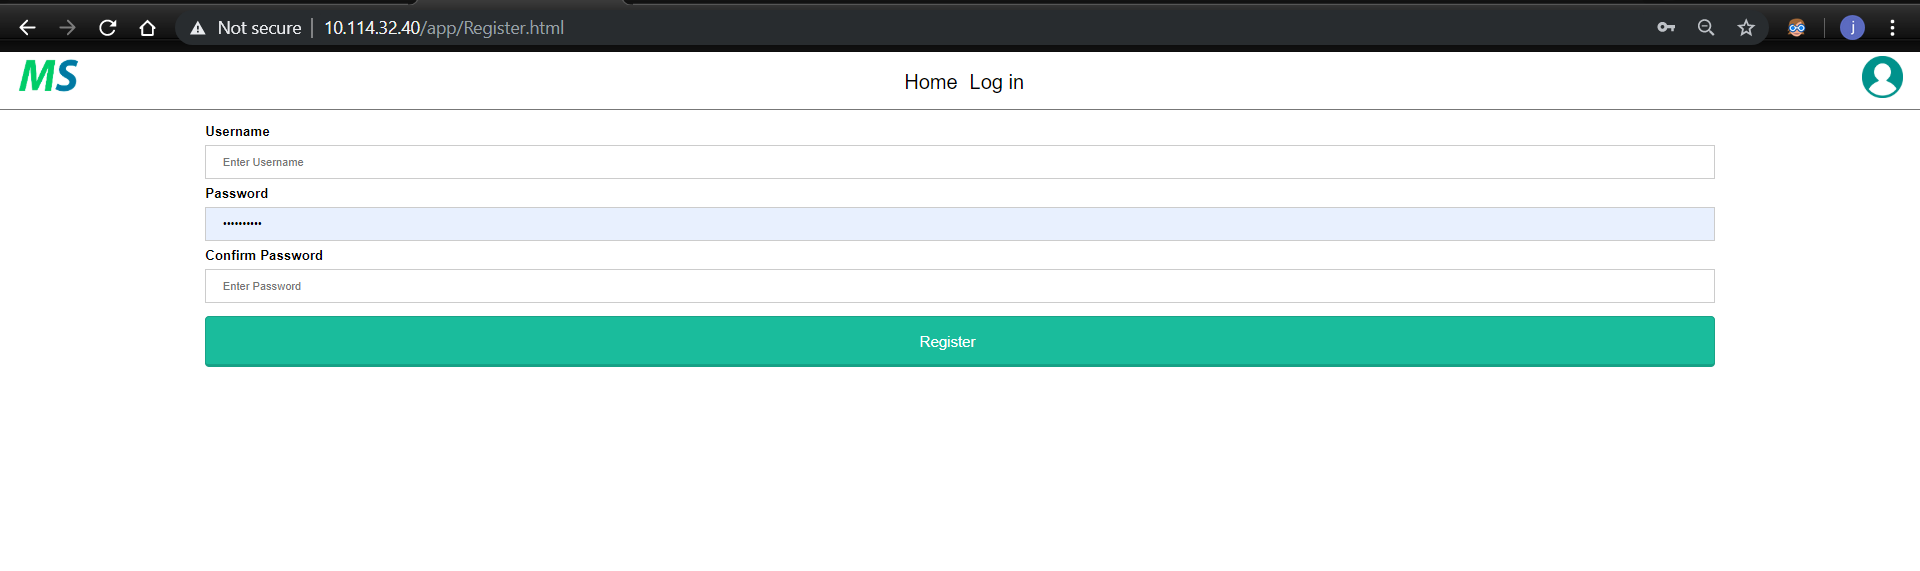 Not secure | 10.114.32.40/app/Register.html
j
MS
Home Log in
Username
Enter Username
Password
••••••••••
Confirm Password
Enter Password
Register